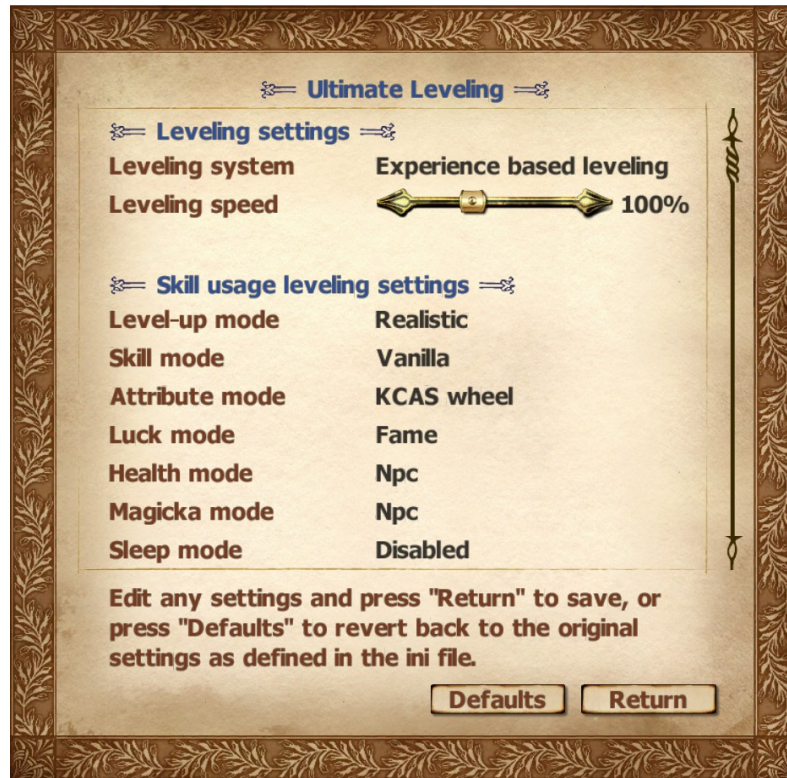 Ultimate Leveling
Leveling settings
Leveling system Experience based leveling
Leveling speed 100%
Skill usage leveling settings
Level-up mode Realistic
Skill mode Vanilla
Attribute mode KCAS wheel
Luck mode Fame
Health mode Npc
Magicka mode Npc
Sleep mode Disabled
Edit any settings and press "Return" to save, or
press "Defaults" to revert back to the original
settings as defined in the ini file.
Defaults Return